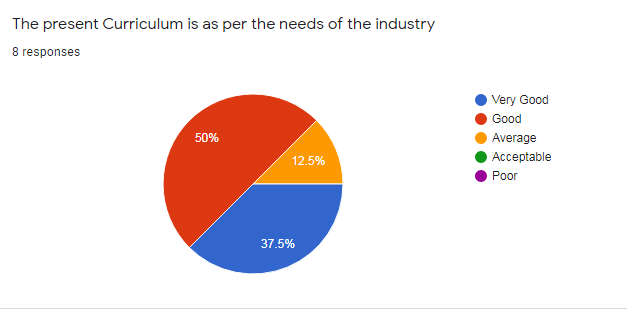 The present Curriculum is as per the needs of the industry
8 responses
50%
12.5%
37.5%
Very Good
Good
Average
Acceptable
Poor